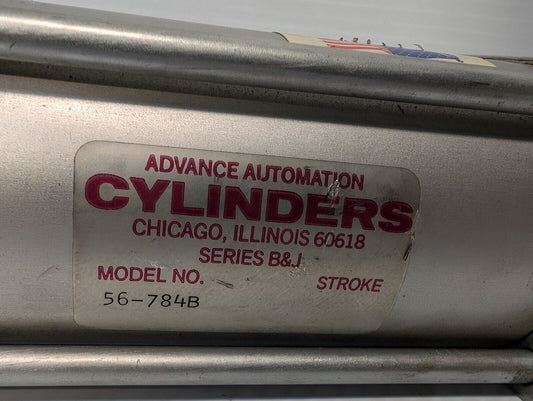 ADVANCE AUTOMATION
CYLINDERS
CHICAGO, ILLINOIS 60618
SERIES B&J
MODEL NO. STROKE
56-784B